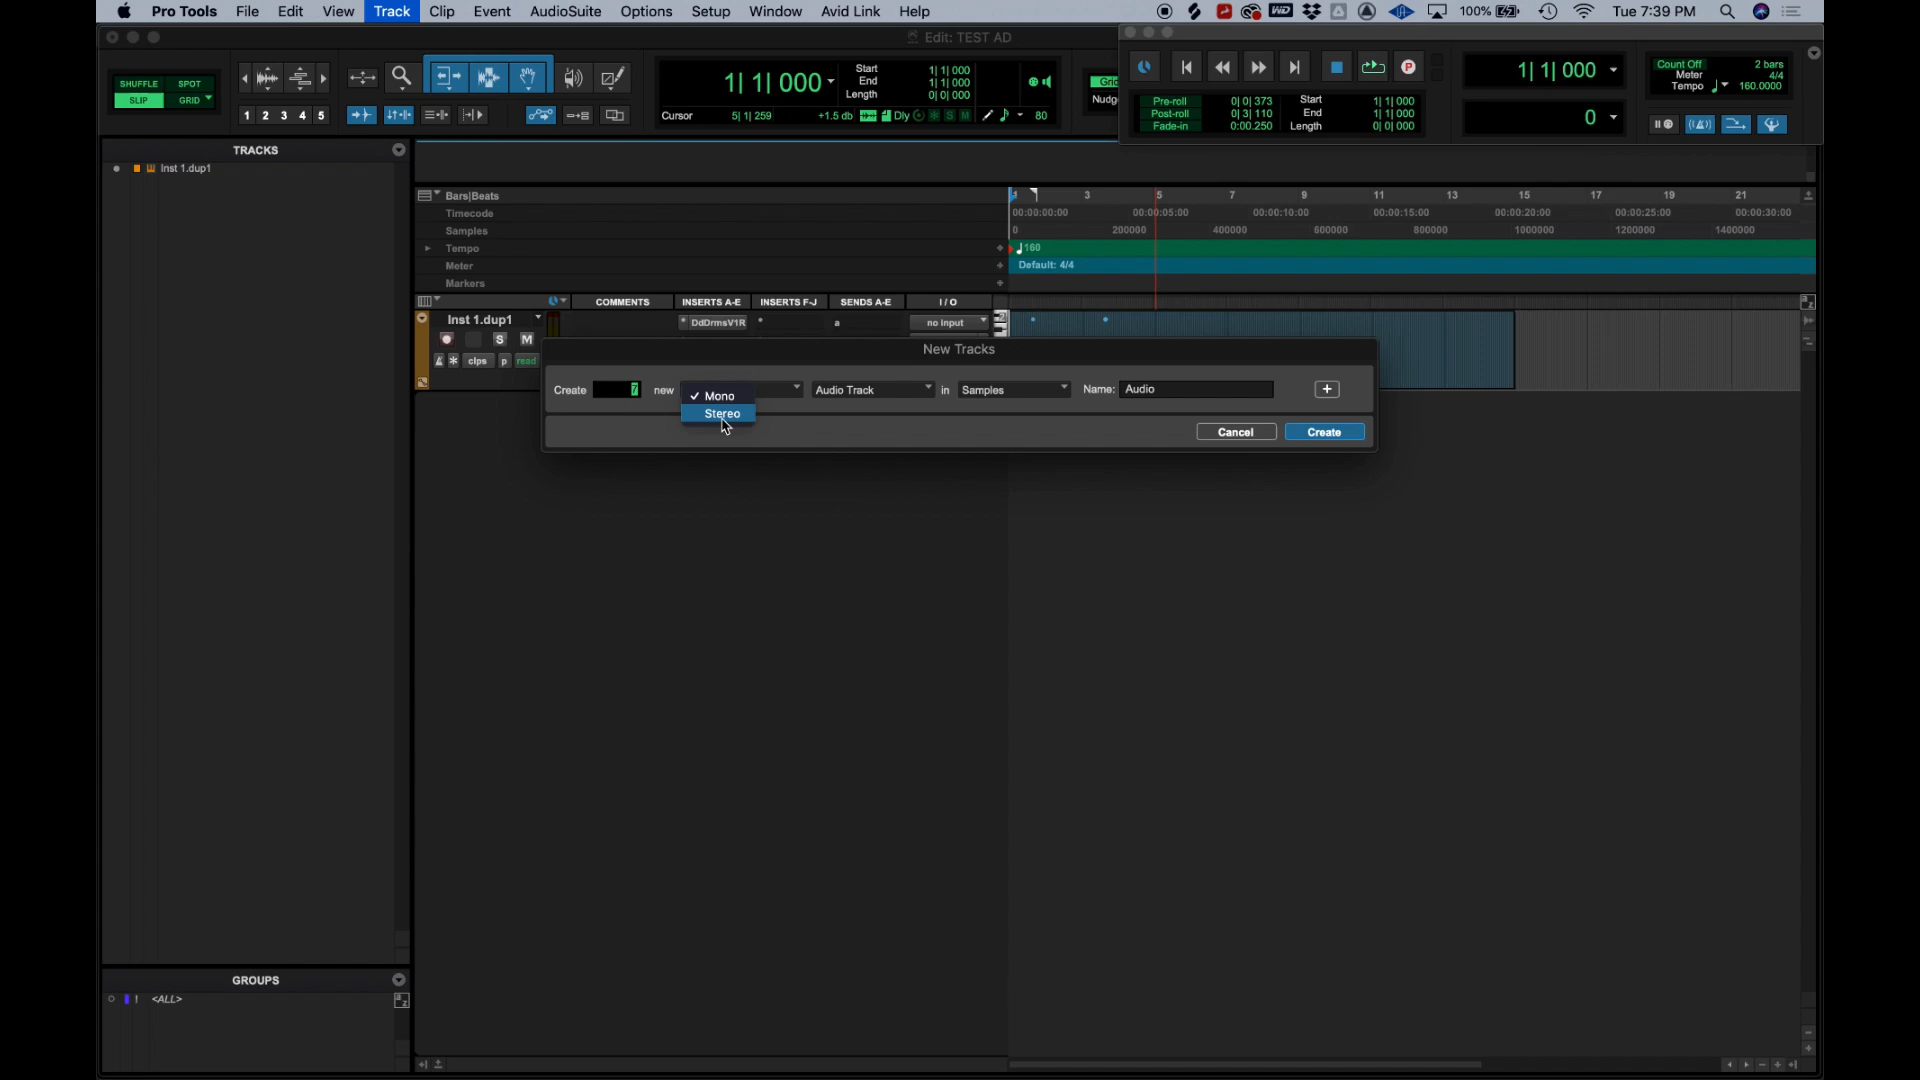 Pro Tools File Edit View Track Clip Event AudioSuite Options Setup Window Avid Link Help 100% Tue 7:39 PM
Edit: TEST AD
SHUFFLE SPOT
SLIP GRID
1 2 3 4 5
1| 1| 000
Start 1| 1| 000
End 1| 1| 000
Length 0| 0| 000
Cursor 5| 1| 259 +1.5 db Dly S M 80
Grid
Nudge
Pre-roll 0| 0| 373
Post-roll 0| 3| 110
Fade-in 0:00.250
Start 1| 1| 000
End 1| 1| 000
Length 0| 0| 000
1| 1| 000
0
Count Off 2 bars
Meter 4/4
Tempo 160.0000
TRACKS
Inst 1.dup1
Bars|Beats 1 3 5 7 9 11 13 15 17 19 21
Timecode 00:00:00:00 00:00:05:00 00:00:10:00 00:00:15:00 00:00:20:00 00:00:25:00 00:00:30:00
Samples 0 200000 400000 600000 800000 1000000 1200000 1400000
Tempo 160
Meter Default: 4/4
Markers
COMMENTS INSERTS A-E INSERTS F-J SENDS A-E I / O
Inst 1.dup1 DdDrmsV1R a no input
S M
clps p read
New Tracks
Create 7 new Audio Track in Samples Name: Audio +
✓ Mono
Stereo
Cancel Create
GROUPS
! <ALL>